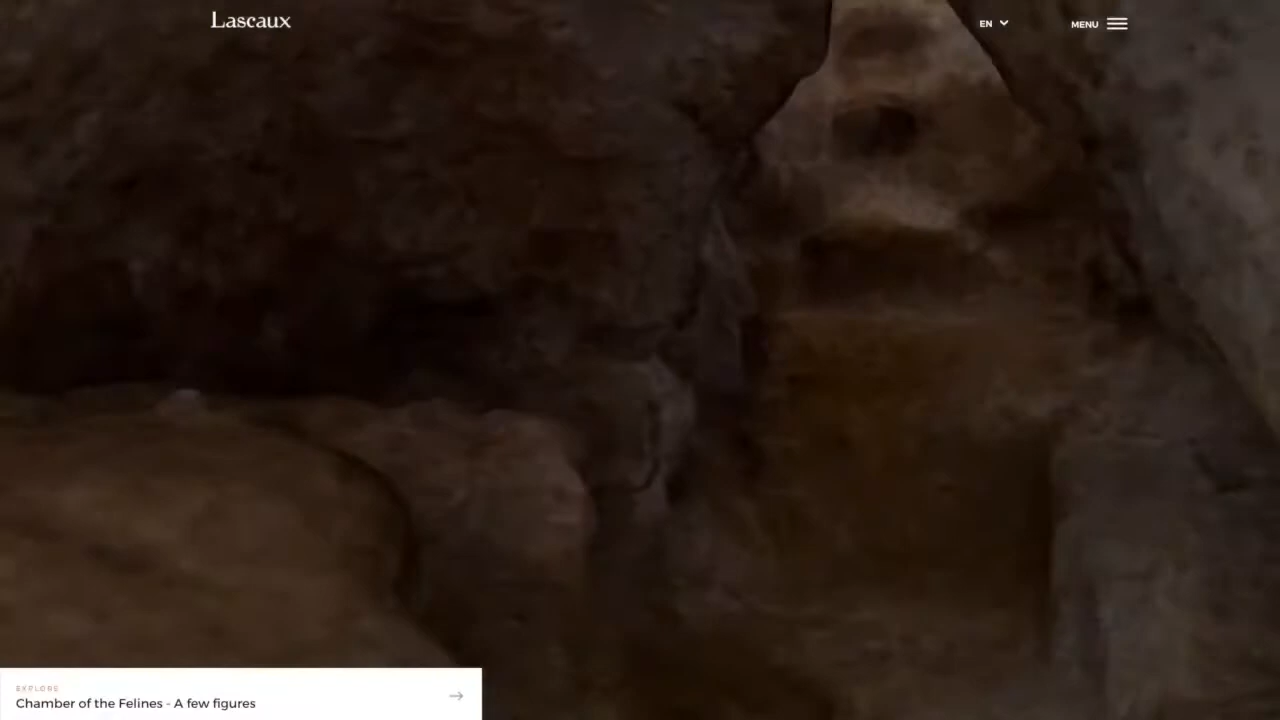 Lascaux
EN
MENU
EXPLORE
Chamber of the Felines - A few figures